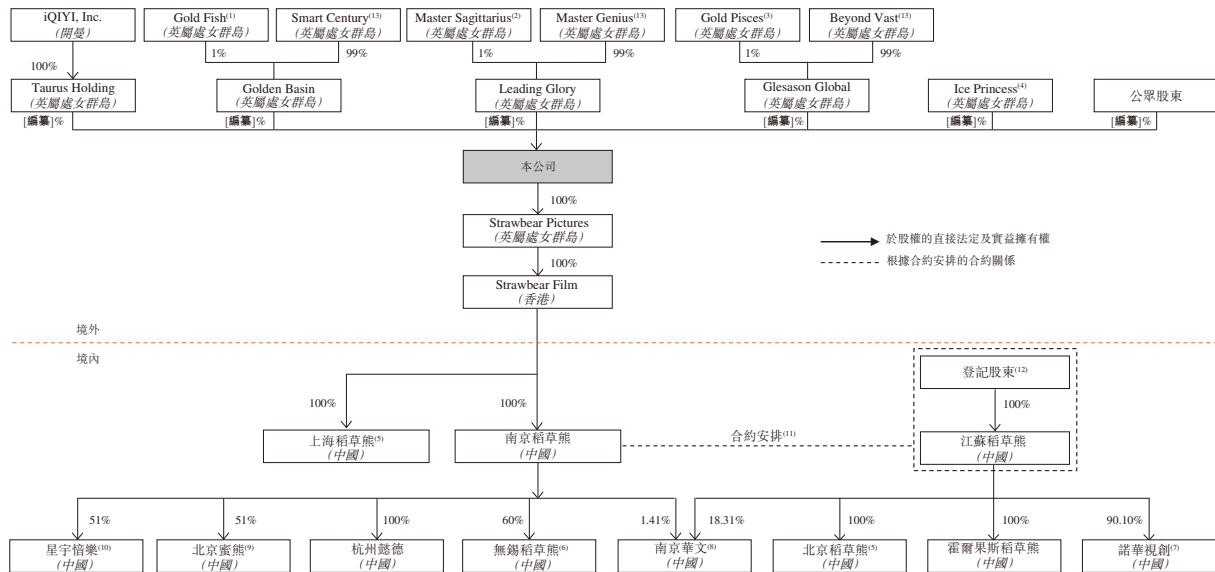 iQIYI, Inc.
(開曼)
Gold Fish(1)
(英屬處女群島)
Smart Century(13)
(英屬處女群島)
Master Sagittarius(2)
(英屬處女群島)
Master Genius(13)
(英屬處女群島)
Gold Pisces(3)
(英屬處女群島)
Beyond Vast(13)
(英屬處女群島)
100%
1%
99%
1%
99%
1%
99%
Taurus Holding
(英屬處女群島)
Golden Basin
(英屬處女群島)
Leading Glory
(英屬處女群島)
Glesason Global
(英屬處女群島)
Ice Princess(4)
(英屬處女群島)
公眾股東
[編纂]%
[編纂]%
[編纂]%
[編纂]%
[編纂]%
[編纂]%
本公司
100%
Strawbear Pictures
(英屬處女群島)
100%
Strawbear Film
(香港)
於股權的直接法定及實益擁有權
根據合約安排的合約關係
境外
境內
登記股東(12)
100%
100%
100%
上海稻草熊(5)
(中國)
南京稻草熊
(中國)
合約安排(11)
江蘇稻草熊
(中國)
51%
51%
100%
60%
1.41%
18.31%
100%
100%
90.10%
星宇愔樂(10)
(中國)
北京蜜熊(9)
(中國)
杭州懿德
(中國)
無錫稻草熊(6)
(中國)
南京華文(8)
(中國)
北京稻草熊(5)
(中國)
霍爾果斯稻草熊
(中國)
諾華視創(7)
(中國)